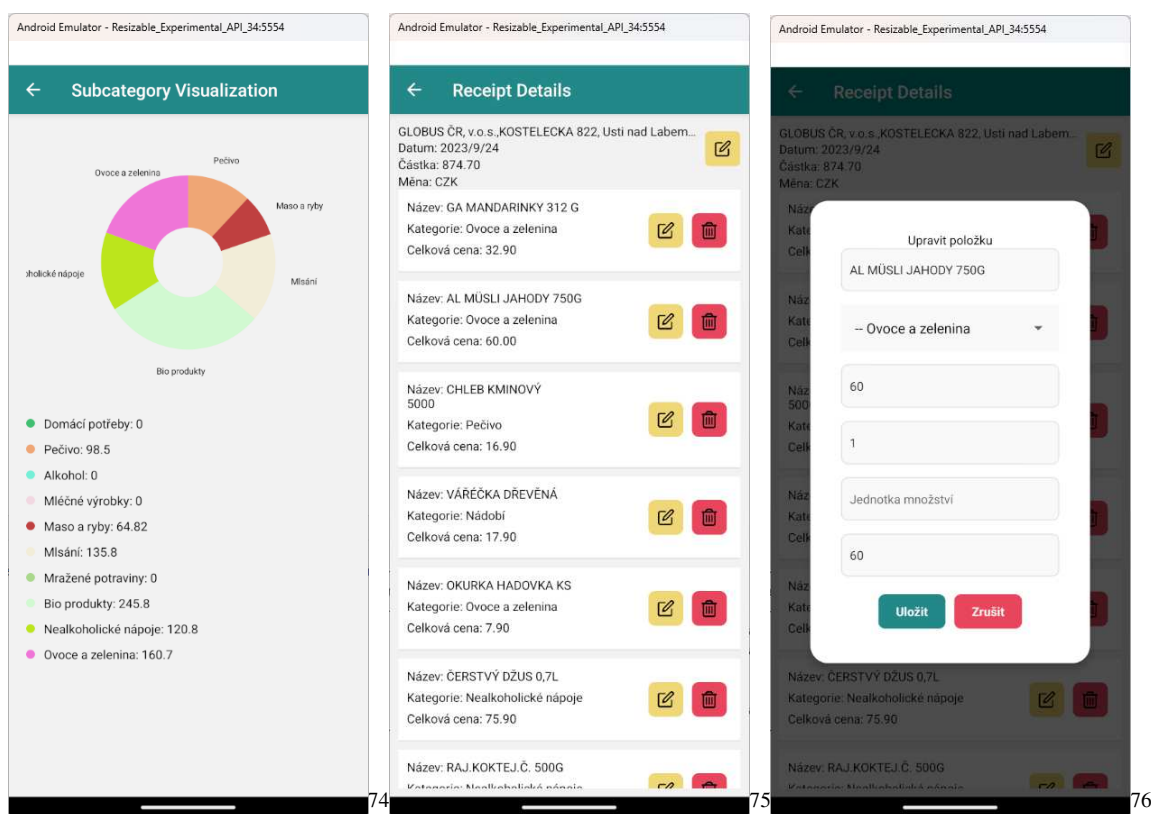 Android Emulator - Resizable_Experimental_API_34:5554
Subcategory Visualization
Pečivo
Ovoce a zelenina
Maso a ryby
oholické nápoje
Mlsání
Bio produkty
Domácí potřeby: 0
Pečivo: 98.5
Alkohol: 0
Mléčné výrobky: 0
Maso a ryby: 64.82
Mlsání: 135.8
Mražené potraviny: 0
Bio produkty: 245.8
Nealkoholické nápoje: 120.8
Ovoce a zelenina: 160.7
74
Android Emulator - Resizable_Experimental_API_34:5554
Receipt Details
GLOBUS ČR, v.o.s.,KOSTELECKA 822, Usti nad Labem...
Datum: 2023/9/24
Částka: 874.70
Měna: CZK
Název: GA MANDARINKY 312 G
Kategorie: Ovoce a zelenina
Celková cena: 32.90
Název: AL MÜSLI JAHODY 750G
Kategorie: Ovoce a zelenina
Celková cena: 60.00
Název: CHLEB KMINOVÝ
5000
Kategorie: Pečivo
Celková cena: 16.90
Název: VÁŘÉČKA DŘEVĚNÁ
Kategorie: Nádobí
Celková cena: 17.90
Název: OKURKA HADOVKA KS
Kategorie: Ovoce a zelenina
Celková cena: 7.90
Název: ČERSTVÝ DŽUS 0,7L
Kategorie: Nealkoholické nápoje
Celková cena: 75.90
Název: RAJ.KOKTEJ.Č. 500G
Kategorie: Nealkoholické nápoje
75
Android Emulator - Resizable_Experimental_API_34:5554
Receipt Details
GLOBUS ČR, v.o.s.,KOSTELECKA 822, Usti nad Labem...
Datum: 2023/9/24
Částka: 874.70
Měna: CZK
Upravit položku
AL MÜSLI JAHODY 750G
-- Ovoce a zelenina
60
1
Jednotka množství
60
Uložit Zrušit
Název: ČERSTVÝ DŽUS 0,7L
Kategorie: Nealkoholické nápoje
Celková cena: 75.90
Název: RAJ.KOKTEJ.Č. 500G
Kategorie: Nealkoholické nápoje
76